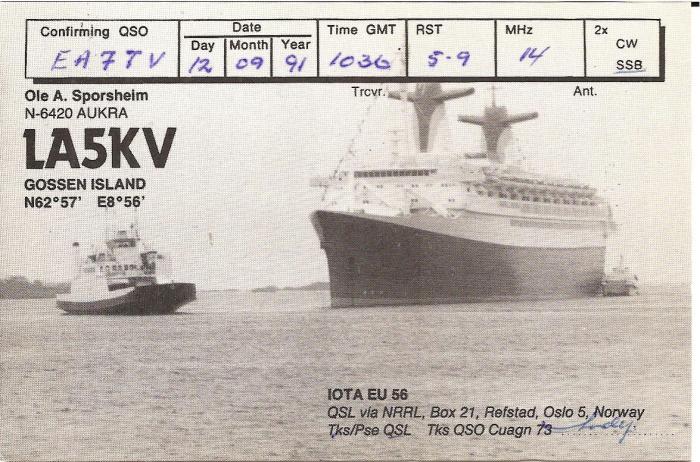 Confirming QSO Date Time GMT RST MHz 2x
Day Month Year CW
EA7TV 12 09 91 1036 5-9 14 SSB
Ole A. Sporsheim Trcvr. Ant.
N-6420 AUKRA
LA5KV
GOSSEN ISLAND
N62°57' E8°56'
IOTA EU 56
QSL via NRRL, Box 21, Refstad, Oslo 5, Norway
Tks/Pse QSL Tks QSO Cuagn 73